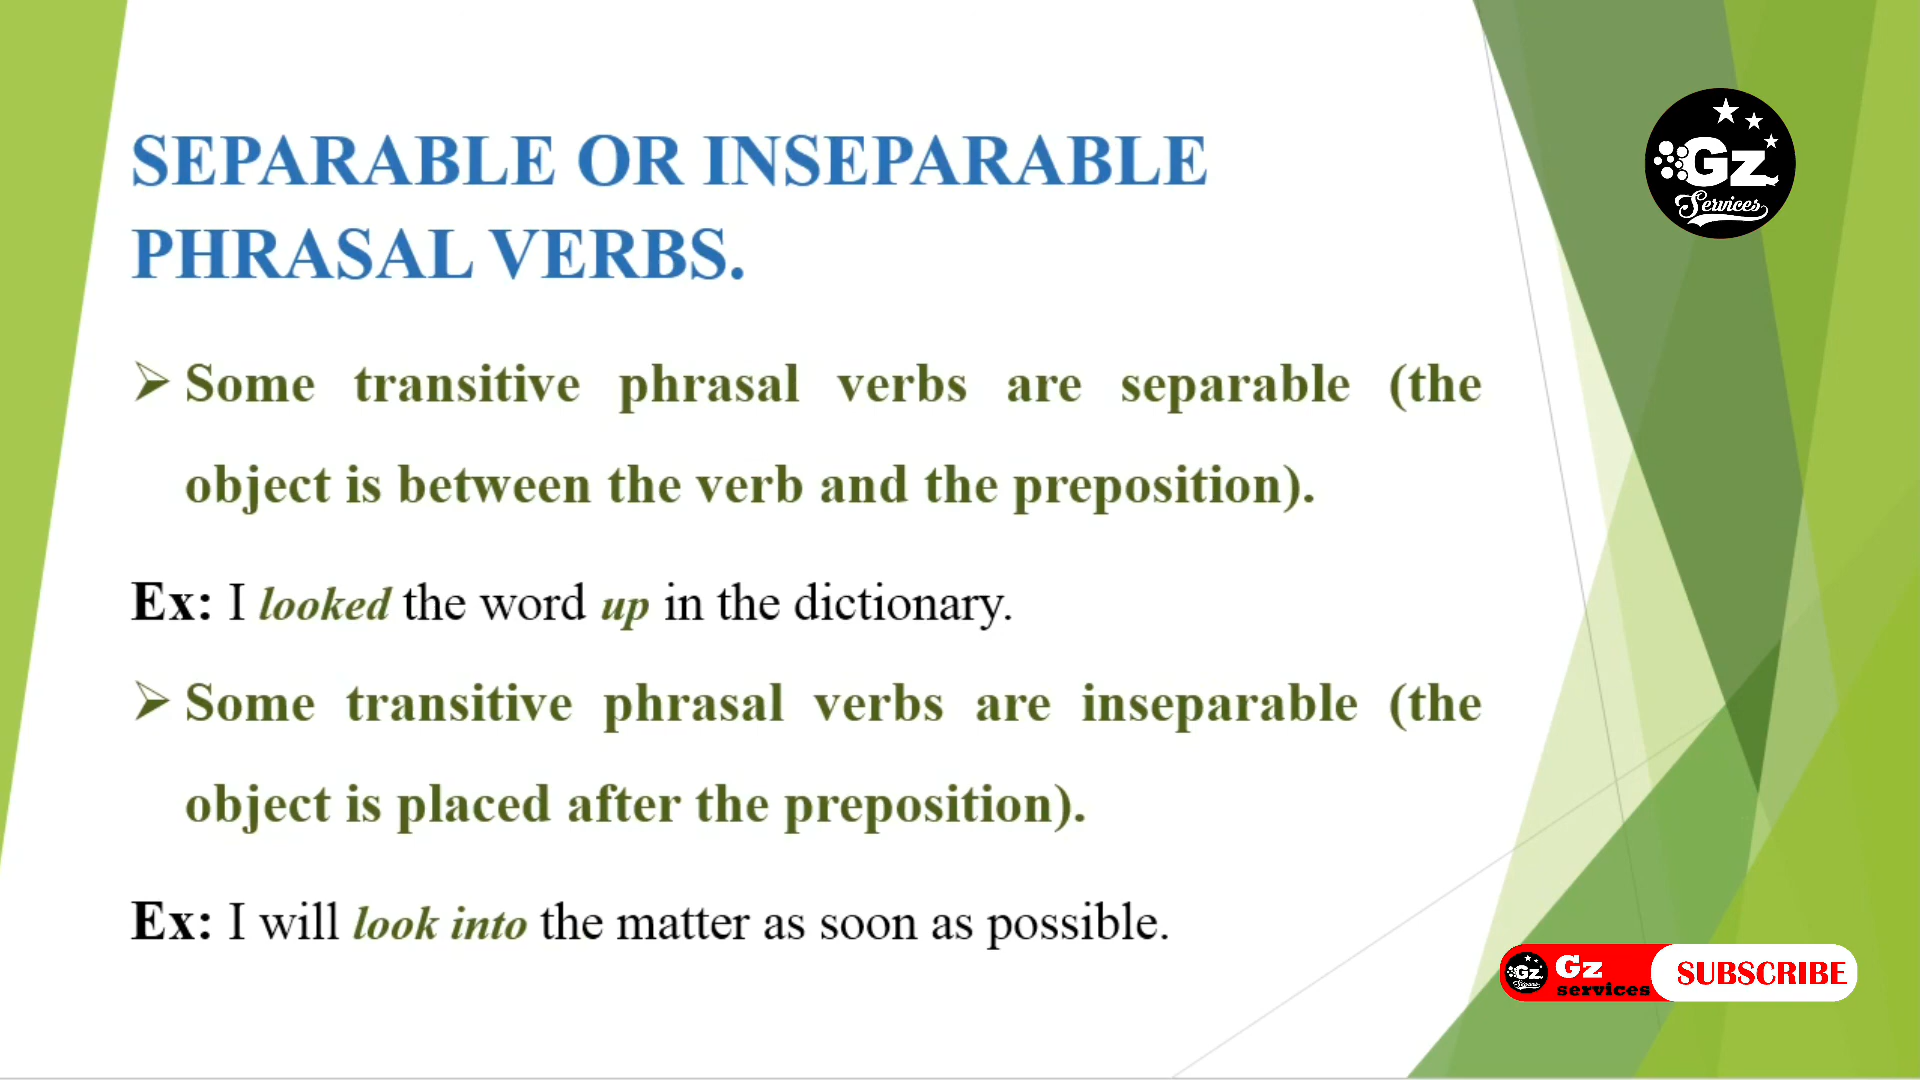 SEPARABLE OR INSEPARABLE
PHRASAL VERBS.
Gz
Services
➢ Some transitive phrasal verbs are separable (the
object is between the verb and the preposition).
Ex: I looked the word up in the dictionary.
➢ Some transitive phrasal verbs are inseparable (the
object is placed after the preposition).
Ex: I will look into the matter as soon as possible.
Gz
Services
Gz
services
SUBSCRIBE